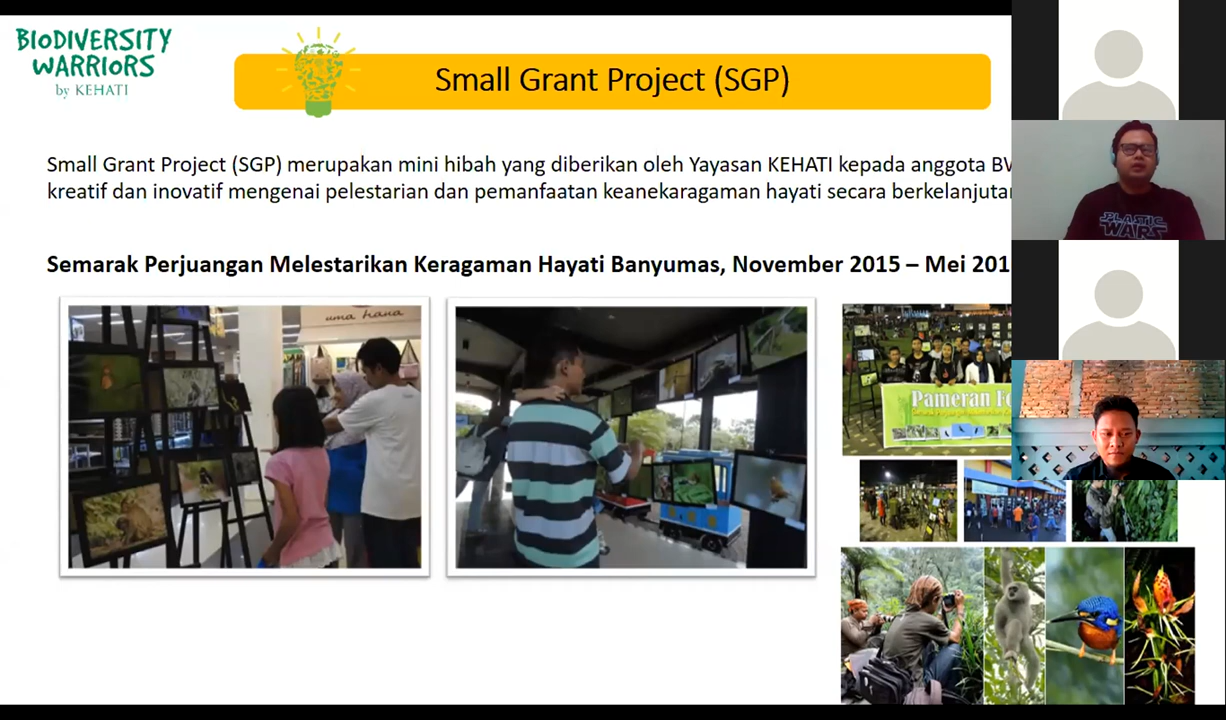 BIODIVERSITY
WARRIORS
by KEHATI
Small Grant Project (SGP)
Small Grant Project (SGP) merupakan mini hibah yang diberikan oleh Yayasan KEHATI kepada anggota BV
kreatif dan inovatif mengenai pelestarian dan pemanfaatan keanekaragaman hayati secara berkelanjutan
Semarak Perjuangan Melestarikan Keragaman Hayati Banyumas, November 2015 – Mei 201
uma hana
Pameran Fo
PLASTIC
WARS